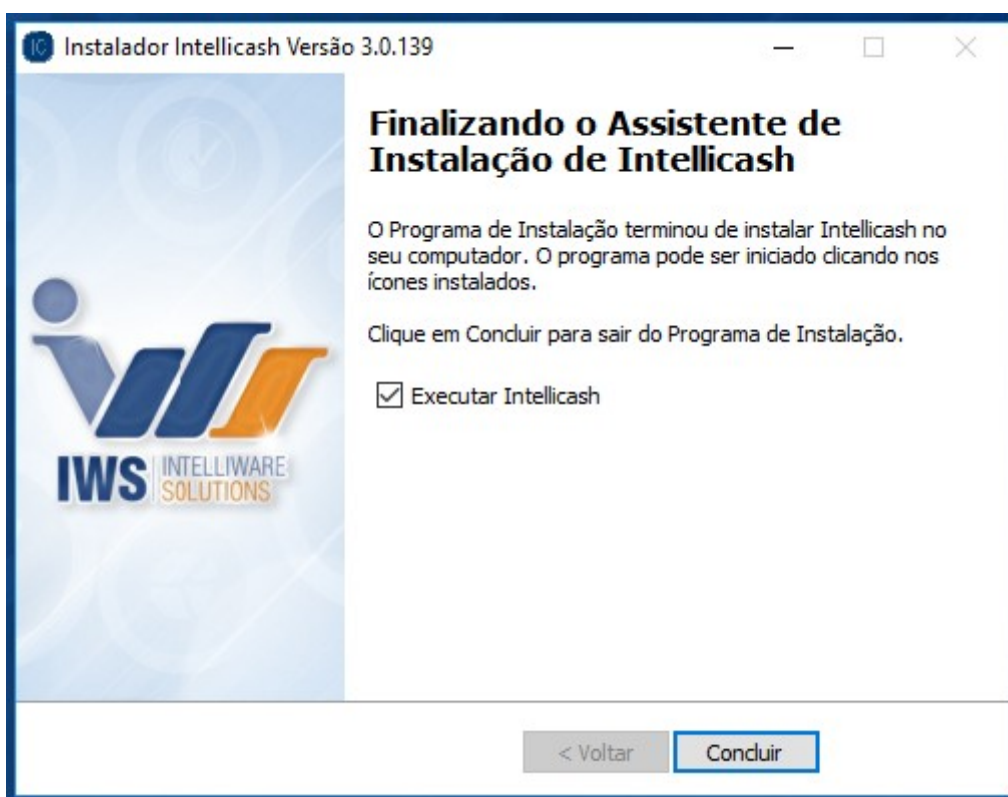 IC Instalador Intellicash Versão 3.0.139
Finalizando o Assistente de
Instalação de Intellicash
O Programa de Instalação terminou de instalar Intellicash no
seu computador. O programa pode ser iniciado clicando nos
ícones instalados.
Clique em Concluir para sair do Programa de Instalação.
Executar Intellicash
IWS INTELLIWARE
SOLUTIONS
< Voltar Concluir